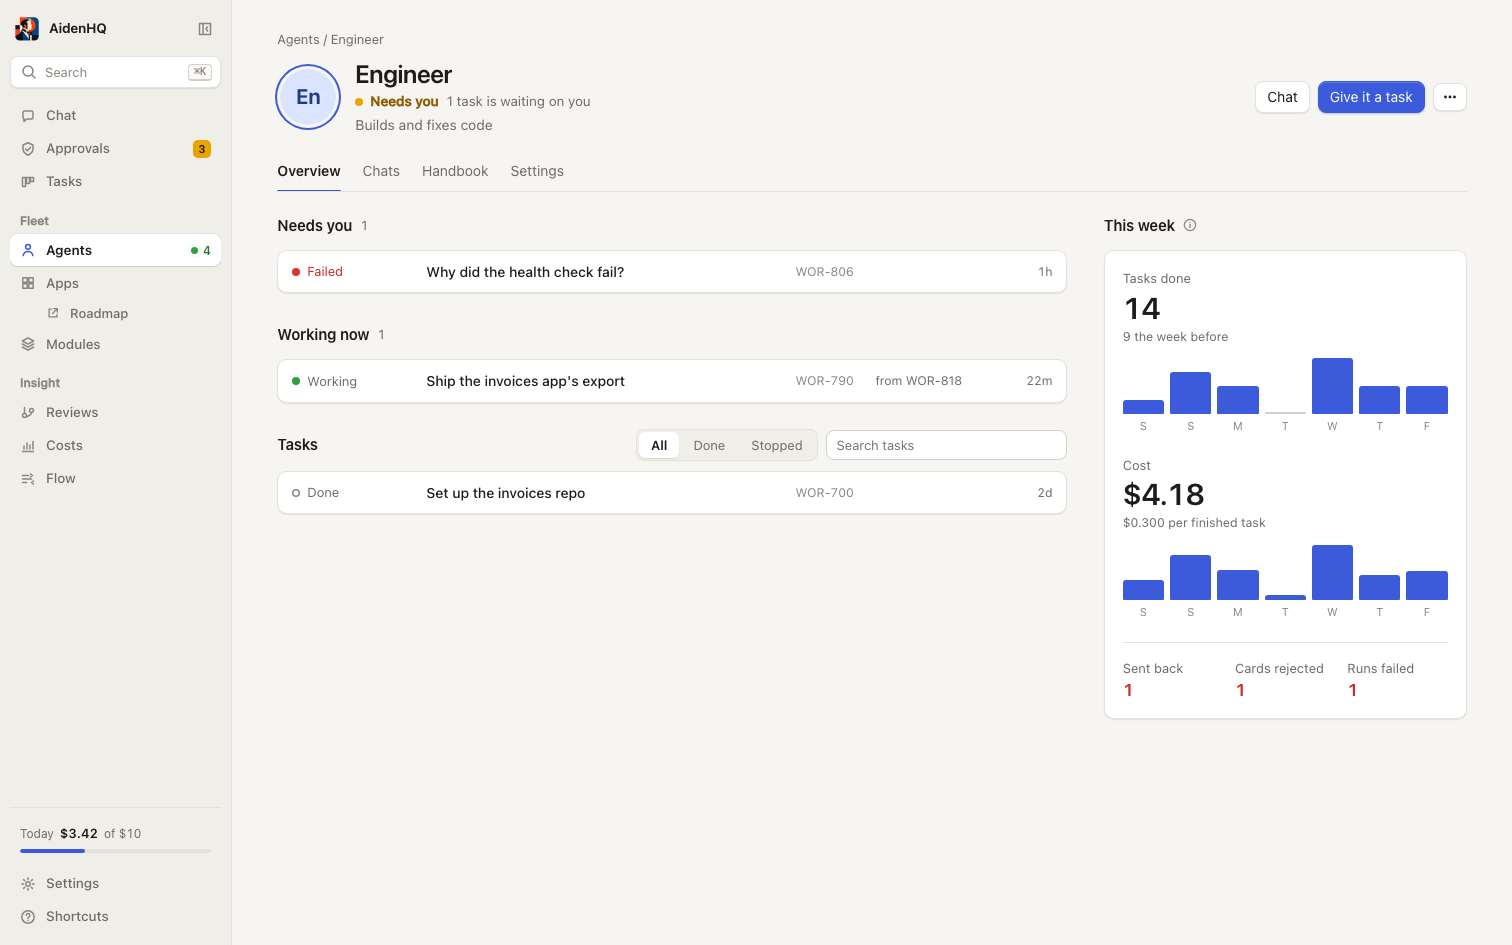 AidenHQ
Search ⌘K
Chat
Approvals 3
Tasks
Fleet
Agents 4
Apps
Roadmap
Modules
Insight
Reviews
Costs
Flow
Today $3.42 of $10
Settings
Shortcuts
Agents / Engineer
En
Engineer
Needs you 1 task is waiting on you
Builds and fixes code
Chat
Give it a task
Overview Chats Handbook Settings
Needs you 1
Failed Why did the health check fail? WOR-806 1h
Working now 1
Working Ship the invoices app's export WOR-790 from WOR-818 22m
Tasks All Done Stopped Search tasks
Done Set up the invoices repo WOR-700 2d
This week
Tasks done
14
9 the week before
S S M T W T F
Cost
$4.18
$0.300 per finished task
S S M T W T F
Sent back Cards rejected Runs failed
1 1 1